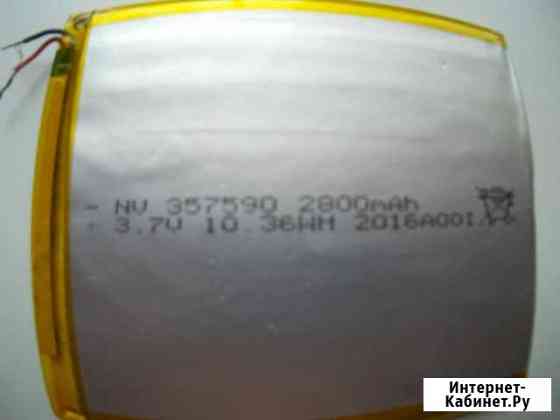 - NV 357590 2800mAh
+ 3.7V 10.36WH 2016A001
Интернет-
Кабинет.Ру